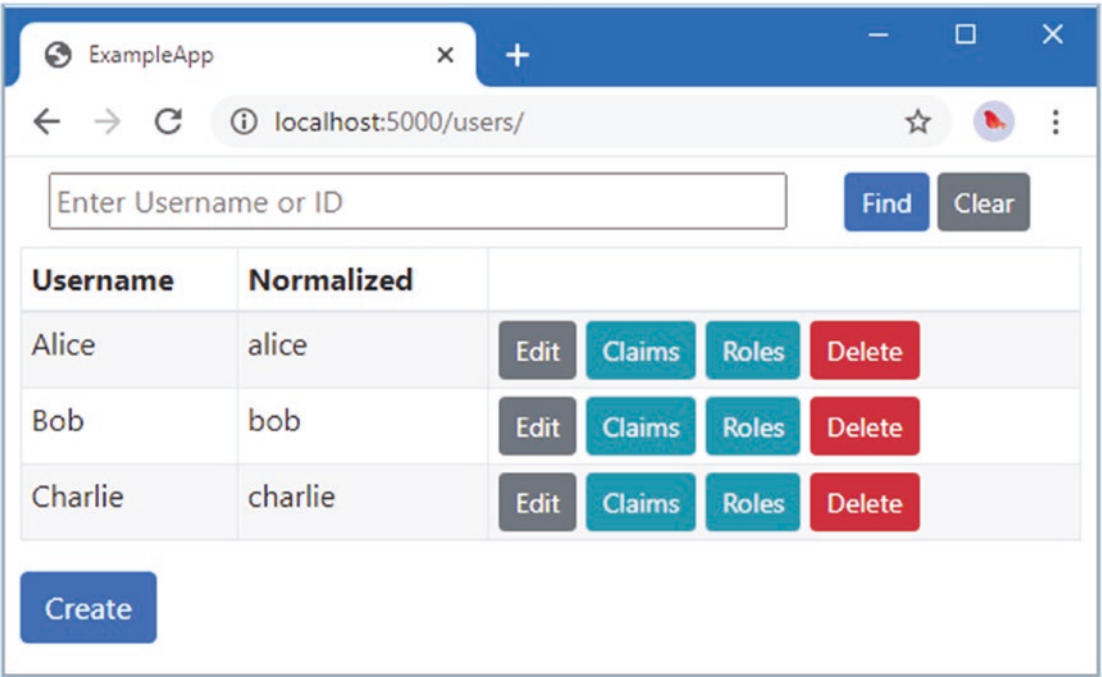 ExampleApp
localhost:5000/users/
Enter Username or ID Find Clear
Username Normalized
Alice alice Edit Claims Roles Delete
Bob bob Edit Claims Roles Delete
Charlie charlie Edit Claims Roles Delete
Create